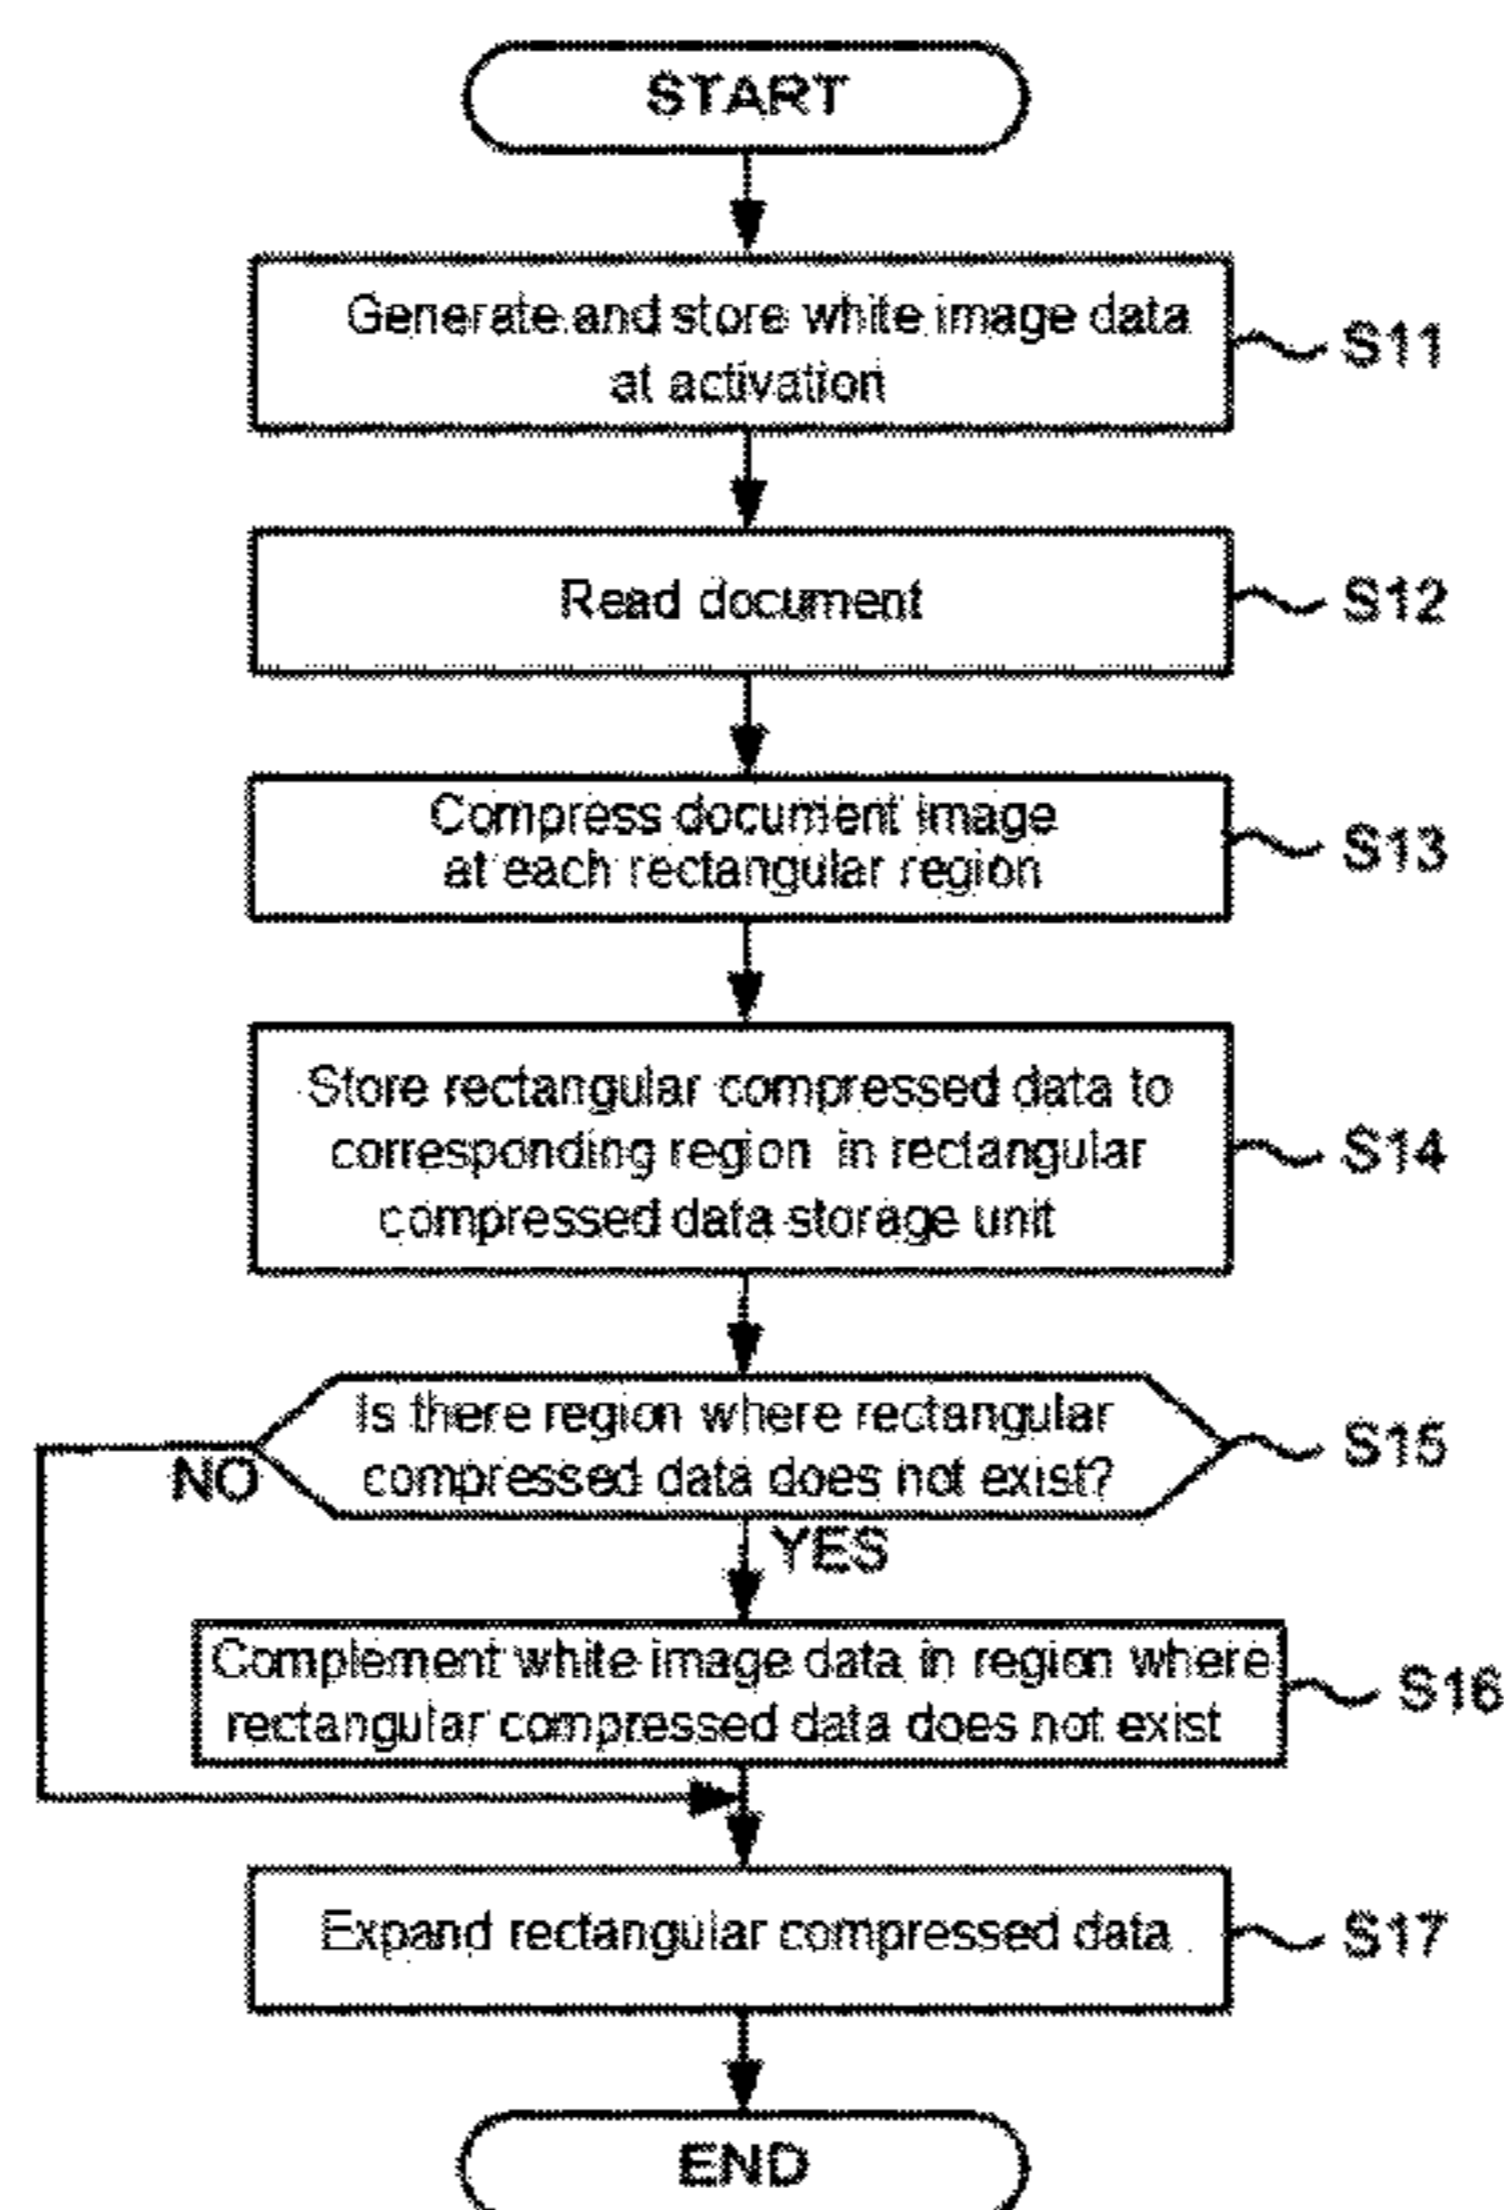 START
Generate and store white image data
at activation
S11
Read document
S12
Compress document image
at each rectangular region
S13
Store rectangular compressed data to
corresponding region in rectangular
compressed data storage unit
S14
Is there region where rectangular
compressed data does not exist?
S15
NO
YES
Complement white image data in region where
rectangular compressed data does not exist
S16
Expand rectangular compressed data
S17
END